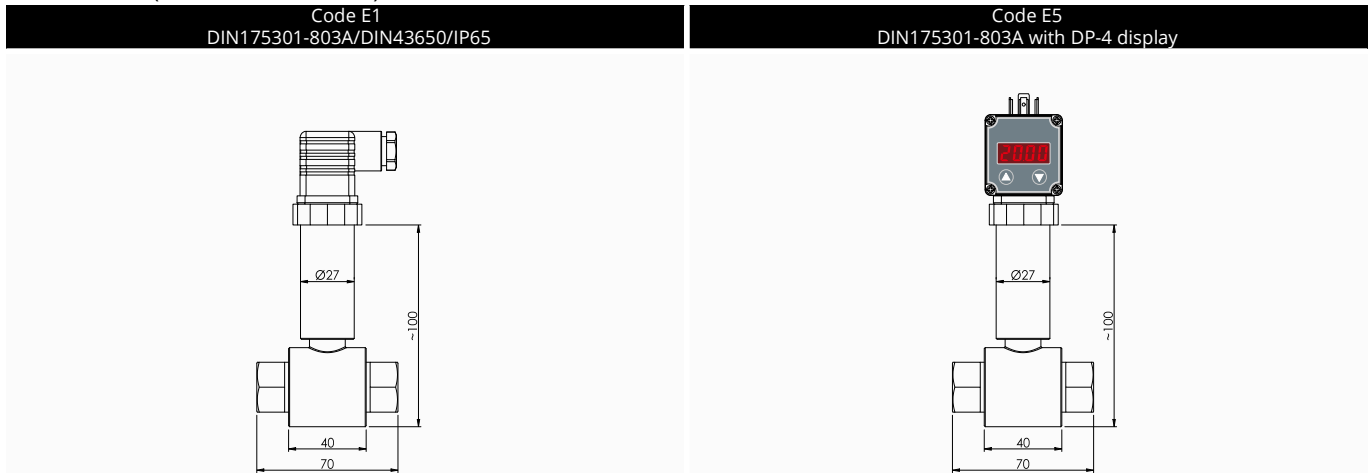 Code E1
DIN175301-803A/DIN43650/IP65
Code E5
DIN175301-803A with DP-4 display
Ø27
~100
40
70
2000
Ø27
~100
40
70